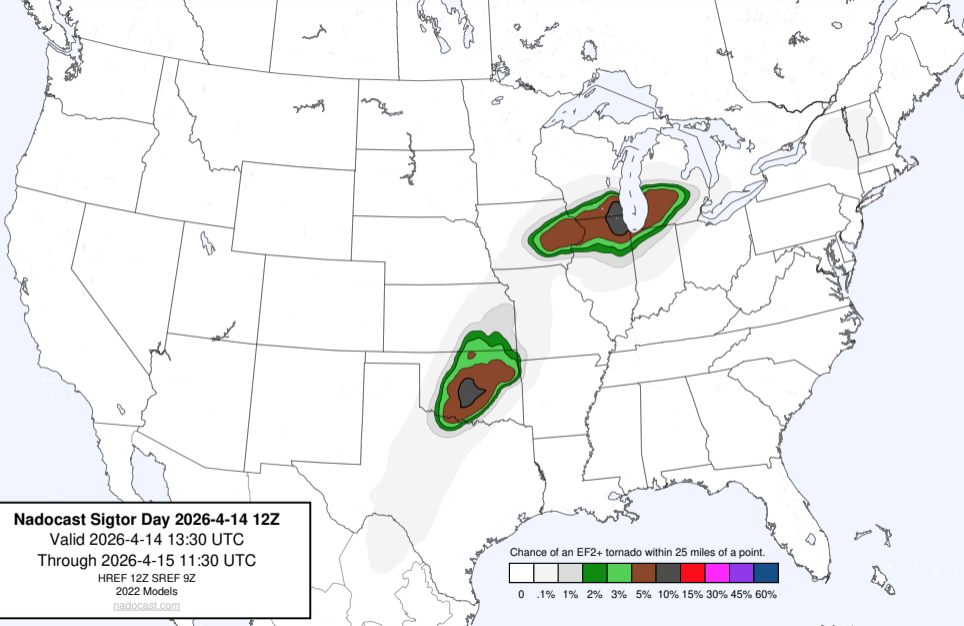 Nadocast Sigtor Day 2026-4-14 12Z
Valid 2026-4-14 13:30 UTC
Through 2026-4-15 11:30 UTC
HREF 12Z SREF 9Z
2022 Models
nadocast.com
Chance of an EF2+ tornado within 25 miles of a point.
0 .1% 1% 2% 3% 5% 10% 15% 30% 45% 60%